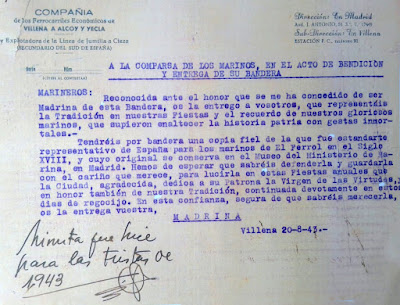 COMPAÑIA
de los Ferrocarriles Económicos de
VILLENA A ALCOY Y YECLA
y Explotadora de la Línea de Jumilla a Cieza
(SECUNDARIO DEL SUR DE ESPAÑA)
Dirección En Madrid
Sub-Dirección En Villena
A LA COMPARSA DE LOS MARINOS, EN EL ACTO DE BENDICIÓN
Y ENTREGA DE SU BANDERA
MARINEROS:
Reconocida ante el honor que se me ha concedido de ser
Madrina de esta Bandera, os la entrego a vosotros, que representáis
la Tradición en nuestras Fiestas y el recuerdo de nuestros gloriosos
marinos, que supieron enaltecer la historia patria con gestas inmor-
tales.-
Tendréis por bandera una copia fiel de la que fué estandarte
representativo de España para los marinos de El Ferrol en el Siglo
XVIII, y cuyo original se conserva en el Museo del Ministerio de Ma-
rina, en Madrid. Hemos de esperar que sabréis defenderla y guardarla
con el cariño que merece, para lucirla en estas Fiestas anuales que
la Ciudad, agradecida, dedica a su Patrona la Virgen de las Virtudes,
en honor también de nuestra Tradición, continuada devotamente en estos
días de regocijo. En esta confianza, segura de que sabréis merecerla,
os la entrega vuestra,
MADRINA
Villena 20-8-43.-
Minuta que hice
para las Fiestas de
1943